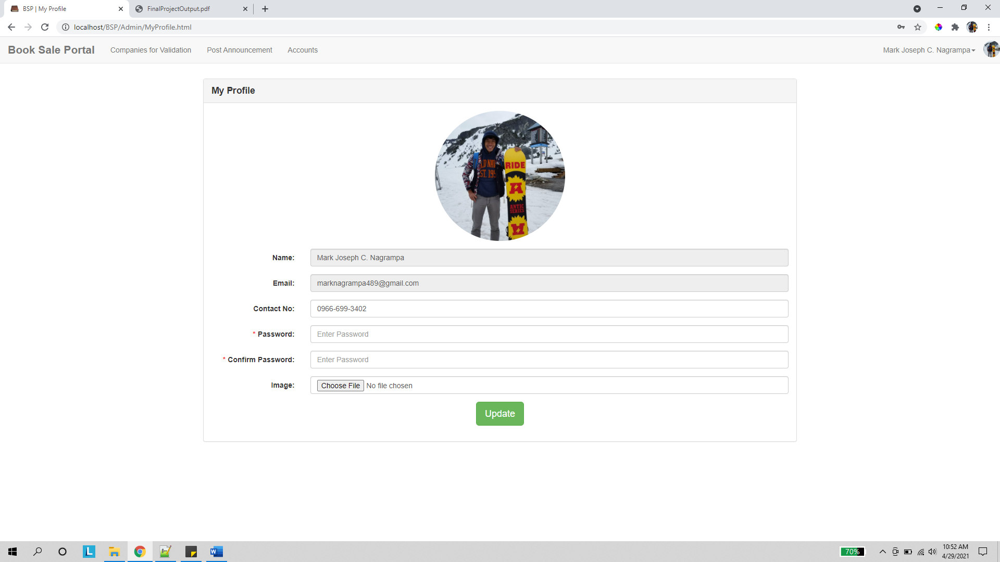 BSP | My Profile
FinalProjectOutput.pdf
localhost/BSP/Admin/MyProfile.html
Book Sale Portal
Companies for Validation
Post Announcement
Accounts
Mark Joseph C. Nagrampa
My Profile
RIDE
ANTIC
SERIES
Name:
Mark Joseph C. Nagrampa
Email:
marknagrampa489@gmail.com
Contact No:
0966-699-3402
* Password:
Enter Password
* Confirm Password:
Enter Password
Image:
Choose File No file chosen
Update
L
W
70%
10:52 AM
4/29/2021